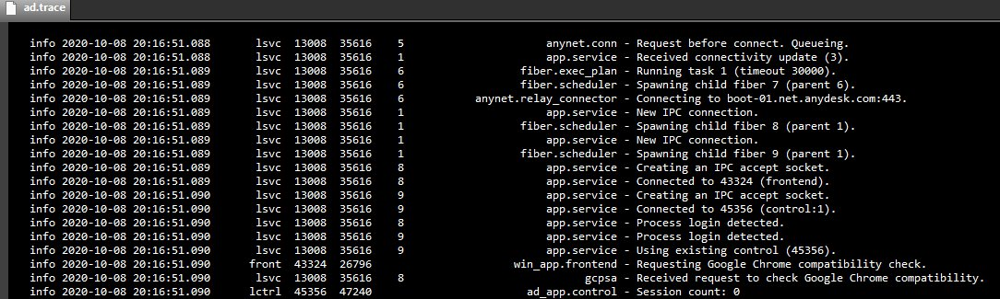 ad.trace
info 2020-10-08 20:16:51.088 lsvc 13008 35616 5 anynet.conn - Request before connect. Queueing.
info 2020-10-08 20:16:51.088 lsvc 13008 35616 1 app.service - Received connectivity update (3).
info 2020-10-08 20:16:51.089 lsvc 13008 35616 6 fiber.exec_plan - Running task 1 (timeout 30000).
info 2020-10-08 20:16:51.089 lsvc 13008 35616 6 fiber.scheduler - Spawning child fiber 7 (parent 6).
info 2020-10-08 20:16:51.089 lsvc 13008 35616 6 anynet.relay_connector - Connecting to boot-01.net.anydesk.com:443.
info 2020-10-08 20:16:51.089 lsvc 13008 35616 1 app.service - New IPC connection.
info 2020-10-08 20:16:51.089 lsvc 13008 35616 1 fiber.scheduler - Spawning child fiber 8 (parent 1).
info 2020-10-08 20:16:51.089 lsvc 13008 35616 1 app.service - New IPC connection.
info 2020-10-08 20:16:51.089 lsvc 13008 35616 1 fiber.scheduler - Spawning child fiber 9 (parent 1).
info 2020-10-08 20:16:51.089 lsvc 13008 35616 8 app.service - Creating an IPC accept socket.
info 2020-10-08 20:16:51.089 lsvc 13008 35616 8 app.service - Connected to 43324 (frontend).
info 2020-10-08 20:16:51.090 lsvc 13008 35616 9 app.service - Creating an IPC accept socket.
info 2020-10-08 20:16:51.090 lsvc 13008 35616 9 app.service - Connected to 45356 (control:1).
info 2020-10-08 20:16:51.090 lsvc 13008 35616 8 app.service - Process login detected.
info 2020-10-08 20:16:51.090 lsvc 13008 35616 9 app.service - Process login detected.
info 2020-10-08 20:16:51.090 lsvc 13008 35616 9 app.service - Using existing control (45356).
info 2020-10-08 20:16:51.090 front 43324 26796 win_app.frontend - Requesting Google Chrome compatibility check.
info 2020-10-08 20:16:51.090 lsvc 13008 35616 8 gcpsa - Received request to check Google Chrome compatibility.
info 2020-10-08 20:16:51.090 lctrl 45356 47240 ad_app.control - Session count: 0